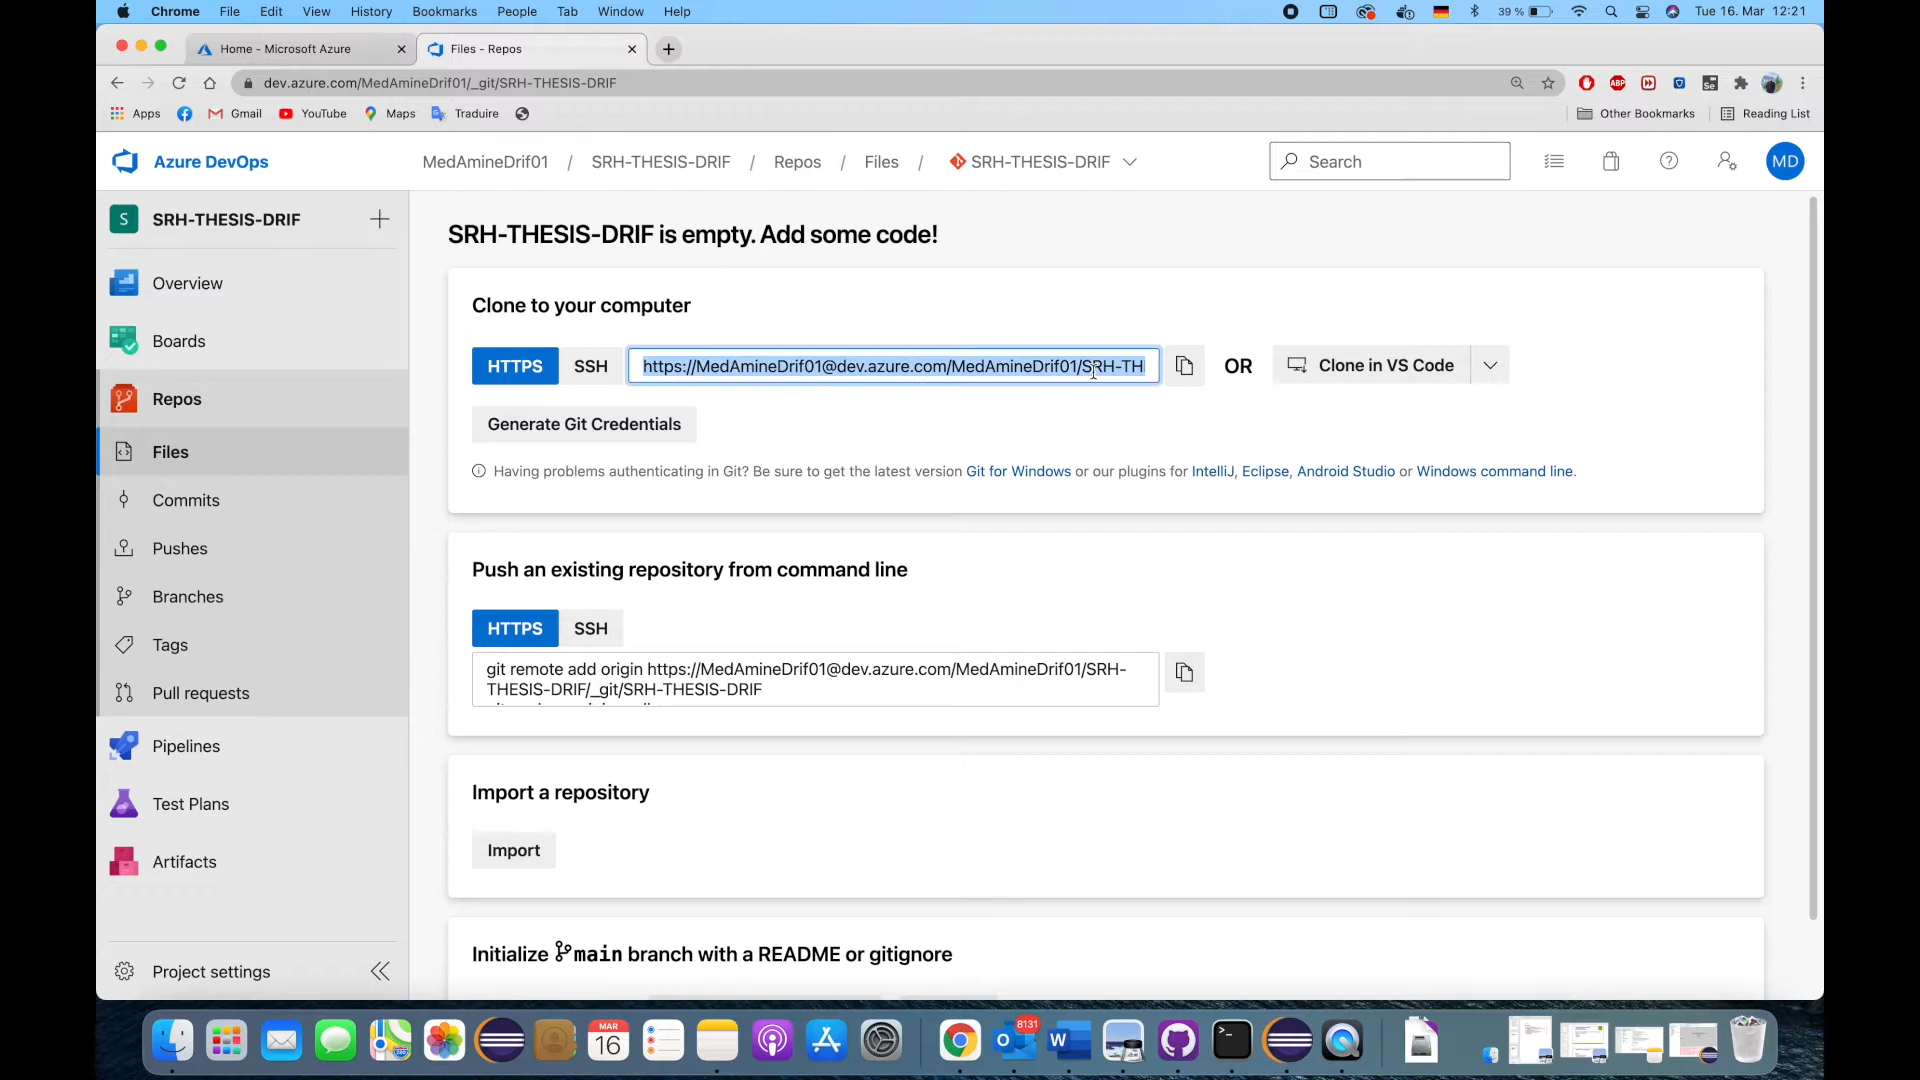 Chrome File Edit View History Bookmarks People Tab Window Help 39 % Tue 16. Mar 12:21
Home - Microsoft Azure Files - Repos
dev.azure.com/MedAmineDrif01/_git/SRH-THESIS-DRIF ABP Se
Apps Gmail YouTube Maps Traduire Other Bookmarks Reading List
Azure DevOps MedAmineDrif01 / SRH-THESIS-DRIF / Repos / Files / SRH-THESIS-DRIF Search MD
S SRH-THESIS-DRIF
Overview
Boards
Repos
Files
Commits
Pushes
Branches
Tags
Pull requests
Pipelines
Test Plans
Artifacts
Project settings
SRH-THESIS-DRIF is empty. Add some code!
Clone to your computer
HTTPS SSH https://MedAmineDrif01@dev.azure.com/MedAmineDrif01/SRH-TH OR Clone in VS Code
Generate Git Credentials
Having problems authenticating in Git? Be sure to get the latest version Git for Windows or our plugins for IntelliJ, Eclipse, Android Studio or Windows command line.
Push an existing repository from command line
HTTPS SSH
git remote add origin https://MedAmineDrif01@dev.azure.com/MedAmineDrif01/SRH-
THESIS-DRIF/_git/SRH-THESIS-DRIF
Import a repository
Import
Initialize main branch with a README or gitignore
MAR
16
8131